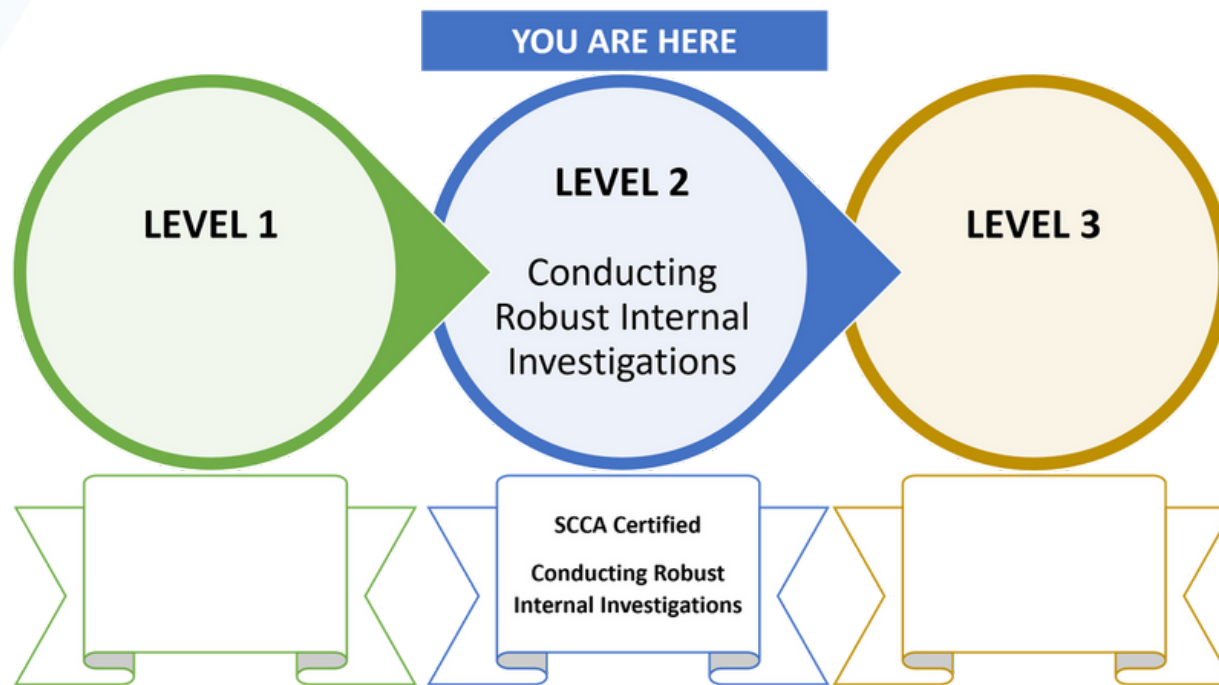 YOU ARE HERE
LEVEL 1
LEVEL 2
Conducting
Robust Internal
Investigations
LEVEL 3
SCCA Certified
Conducting Robust
Internal Investigations